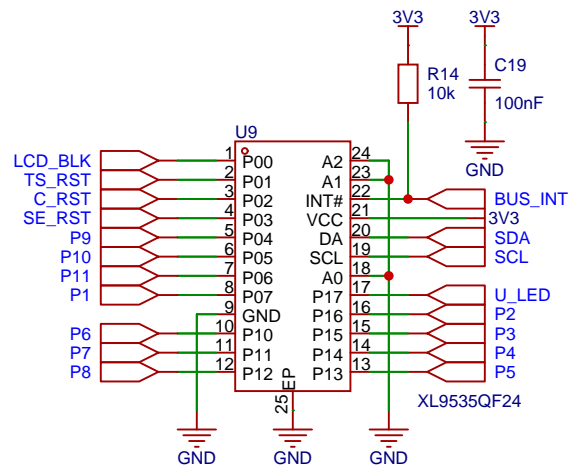 3V3 3V3
R14 C19
10k 100nF
GND
U9
LCD_BLK 1 P00 A2 24
TS_RST 2 P01 A1 23
C_RST 3 P02 INT# 22 BUS_INT
SE_RST 4 P03 VCC 21 3V3
P9 5 P04 DA 20 SDA
P10 6 P05 SCL 19 SCL
P11 7 P06 A0 18
P1 8 P07 P17 17 U_LED
9 GND P16 16 P2
P6 10 P10 P15 15 P3
P7 11 P11 P14 14 P4
P8 12 P12 P13 13 P5
EP
25
XL9535QF24
GND GND GND